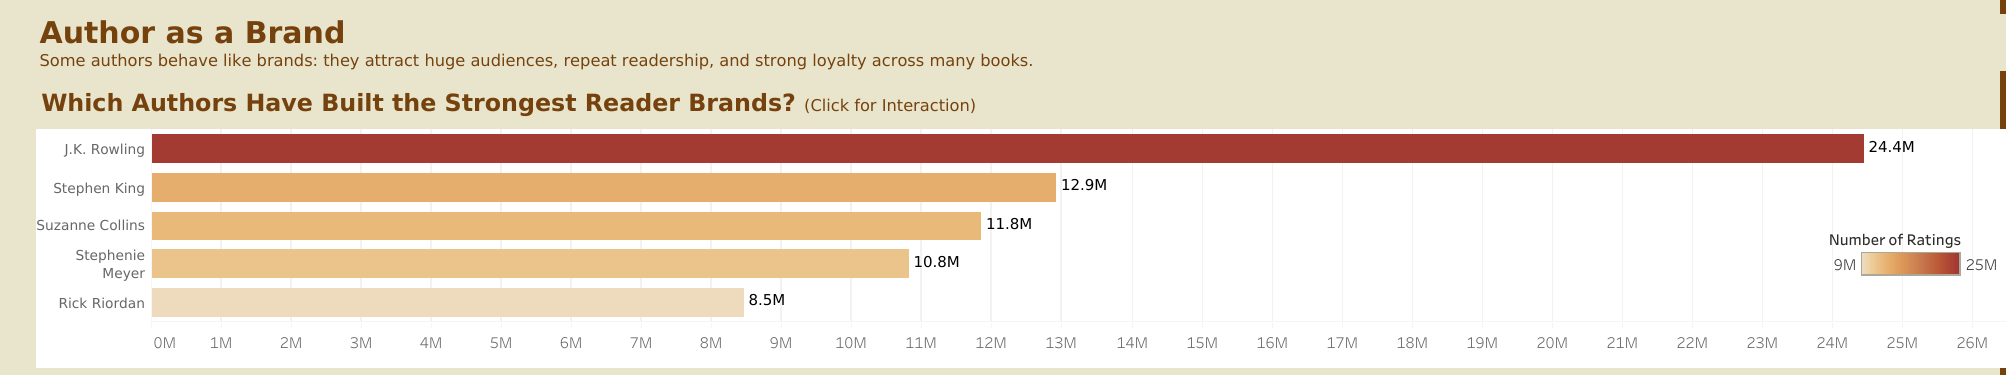 Author as a Brand
Some authors behave like brands: they attract huge audiences, repeat readership, and strong loyalty across many books.
Which Authors Have Built the Strongest Reader Brands? (Click for Interaction)
J.K. Rowling 24.4M
Stephen King 12.9M
Suzanne Collins 11.8M
Stephenie
Meyer
10.8M
Rick Riordan 8.5M
Number of Ratings
9M 25M
0M 1M 2M 3M 4M 5M 6M 7M 8M 9M 10M 11M 12M 13M 14M 15M 16M 17M 18M 19M 20M 21M 22M 23M 24M 25M 26M